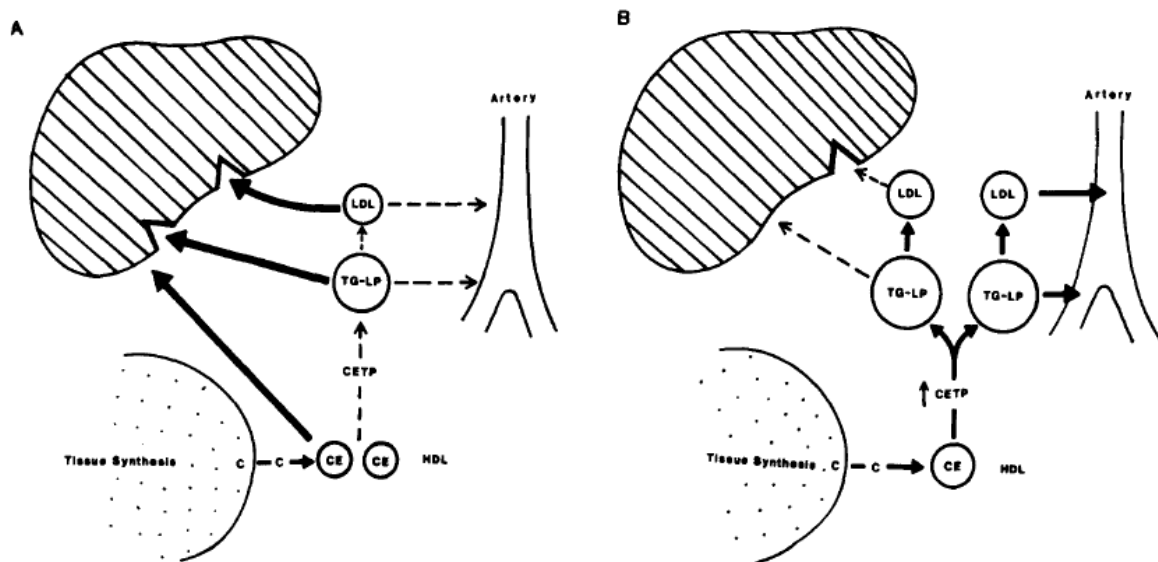 A
Artery
LDL
TG-LP
CETP
Tissue Synthesis C C CE CE HDL
B
Artery
LDL LDL
TG-LP TG-LP
↑ CETP
Tissue Synthesis C C CE HDL